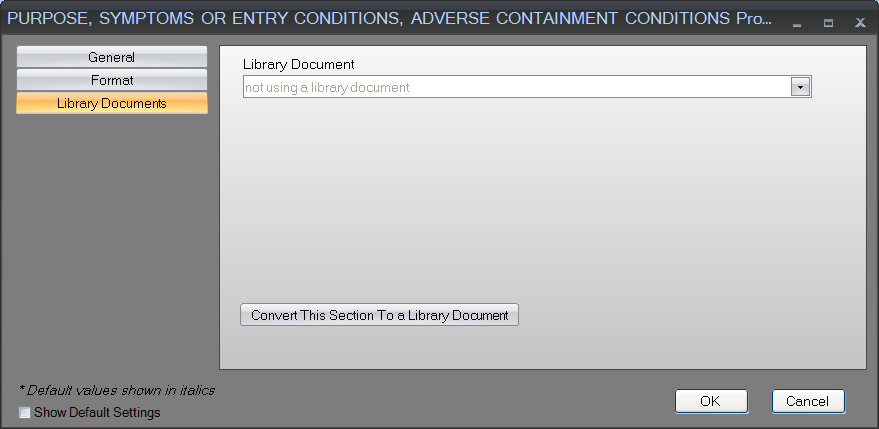 PURPOSE, SYMPTOMS OR ENTRY CONDITIONS, ADVERSE CONTAINMENT CONDITIONS Pro...
General
Format
Library Documents
Library Document
not using a library document
Convert This Section To a Library Document
* Default values shown in italics
Show Default Settings
OK
Cancel